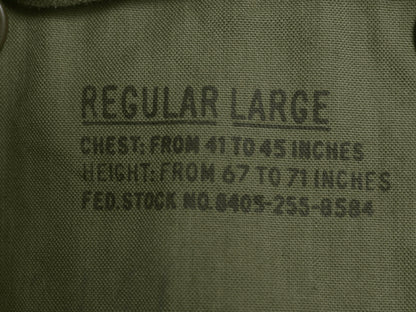 REGULAR LARGE
CHEST: FROM 41 TO 45 INCHES
HEIGHT: FROM 67 TO 71 INCHES
FED. STOCK NO. 8405-255-8584